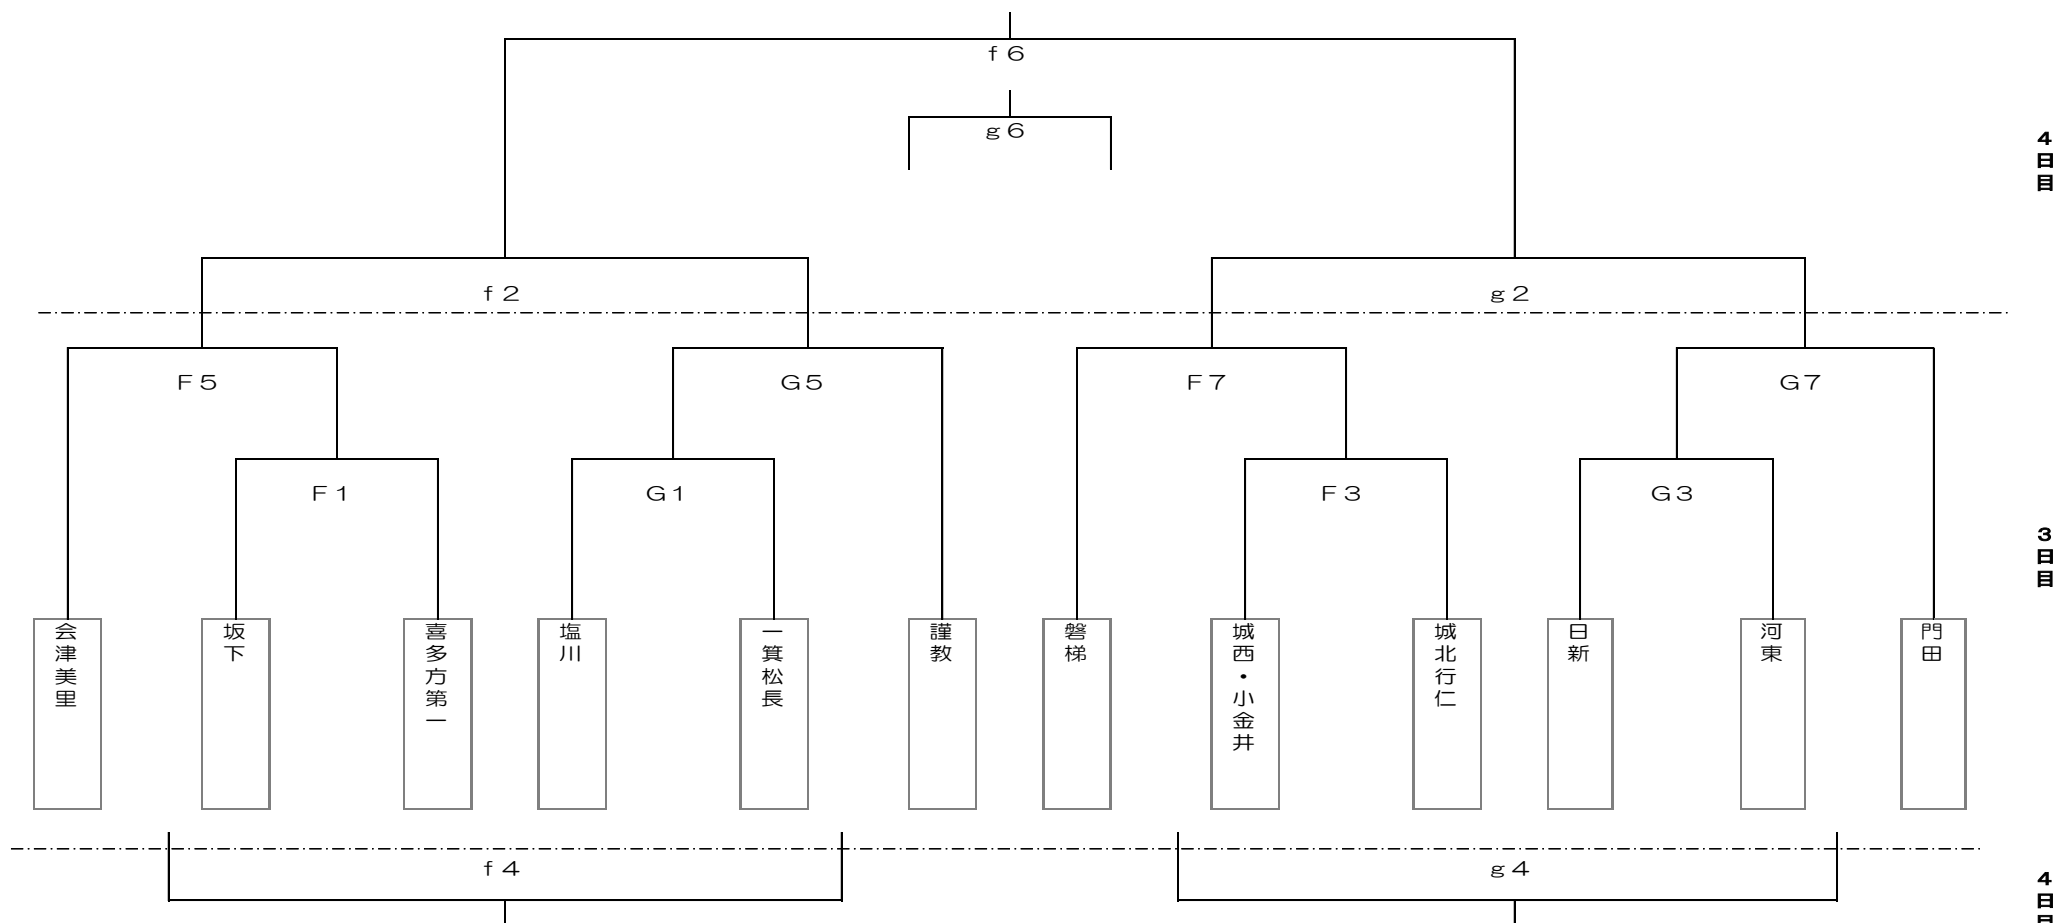 f6
g6
4日目
f2
g2
F5
G5
F7
G7
F1
G1
F3
G3
3日目
会津美里
坂下
喜多方第一
塩川
一箕松長
謹教
磐梯
城西・小金井
城北行仁
日新
河東
門田
f4
g4
4日目